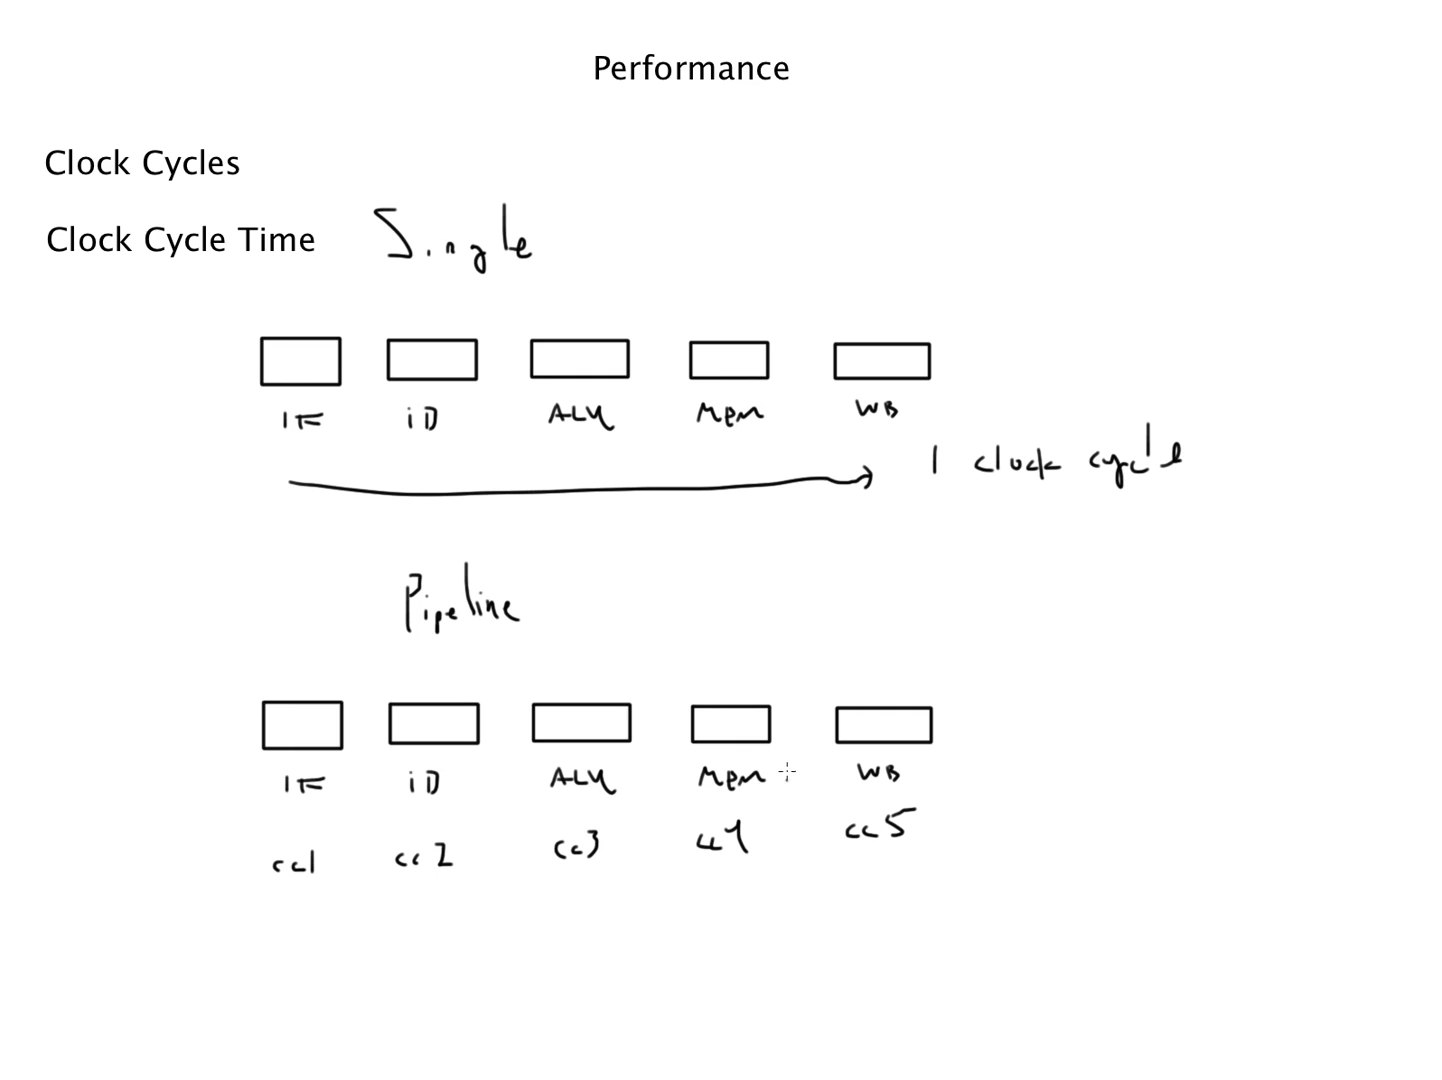 Performance
Clock Cycles
Clock Cycle Time Single
IF iD ALU Mem WB
1 clock cycle
Pipeline
IF iD ALU Mem WB
cc1 cc2 cc3 cc4 cc5